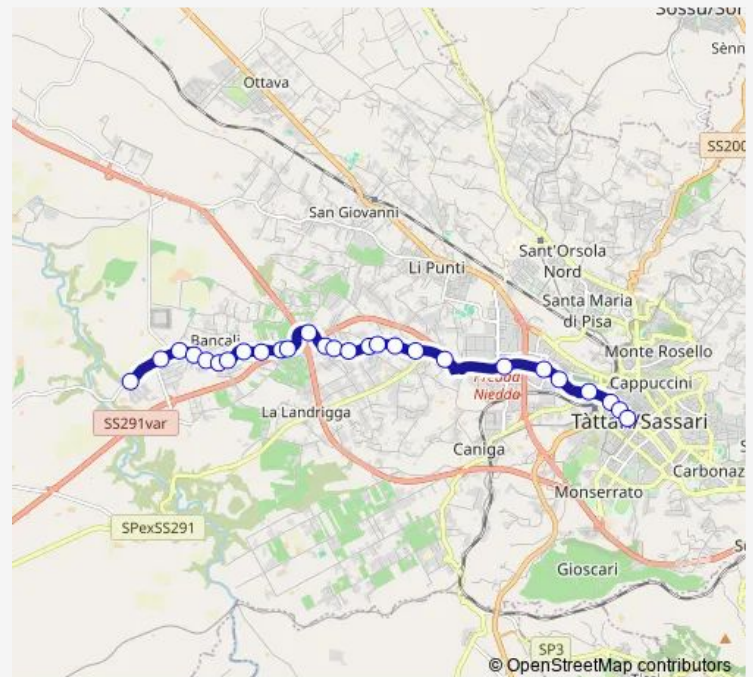 Sossu/Sor
Sènn
Ottava
SS200
San Giovanni
Sant'Orsola
Nord
Li Punti
Santa Maria
di Pisa
Bancali
Monte Rosello
Predda
Niedda
Cappuccini
La Landrigga
SS291var
Tàttari/Sassari
Caniga
Carbonaz
Monserrato
SPexSS291
Gioscari
SP3
© OpenStreetMap contributors